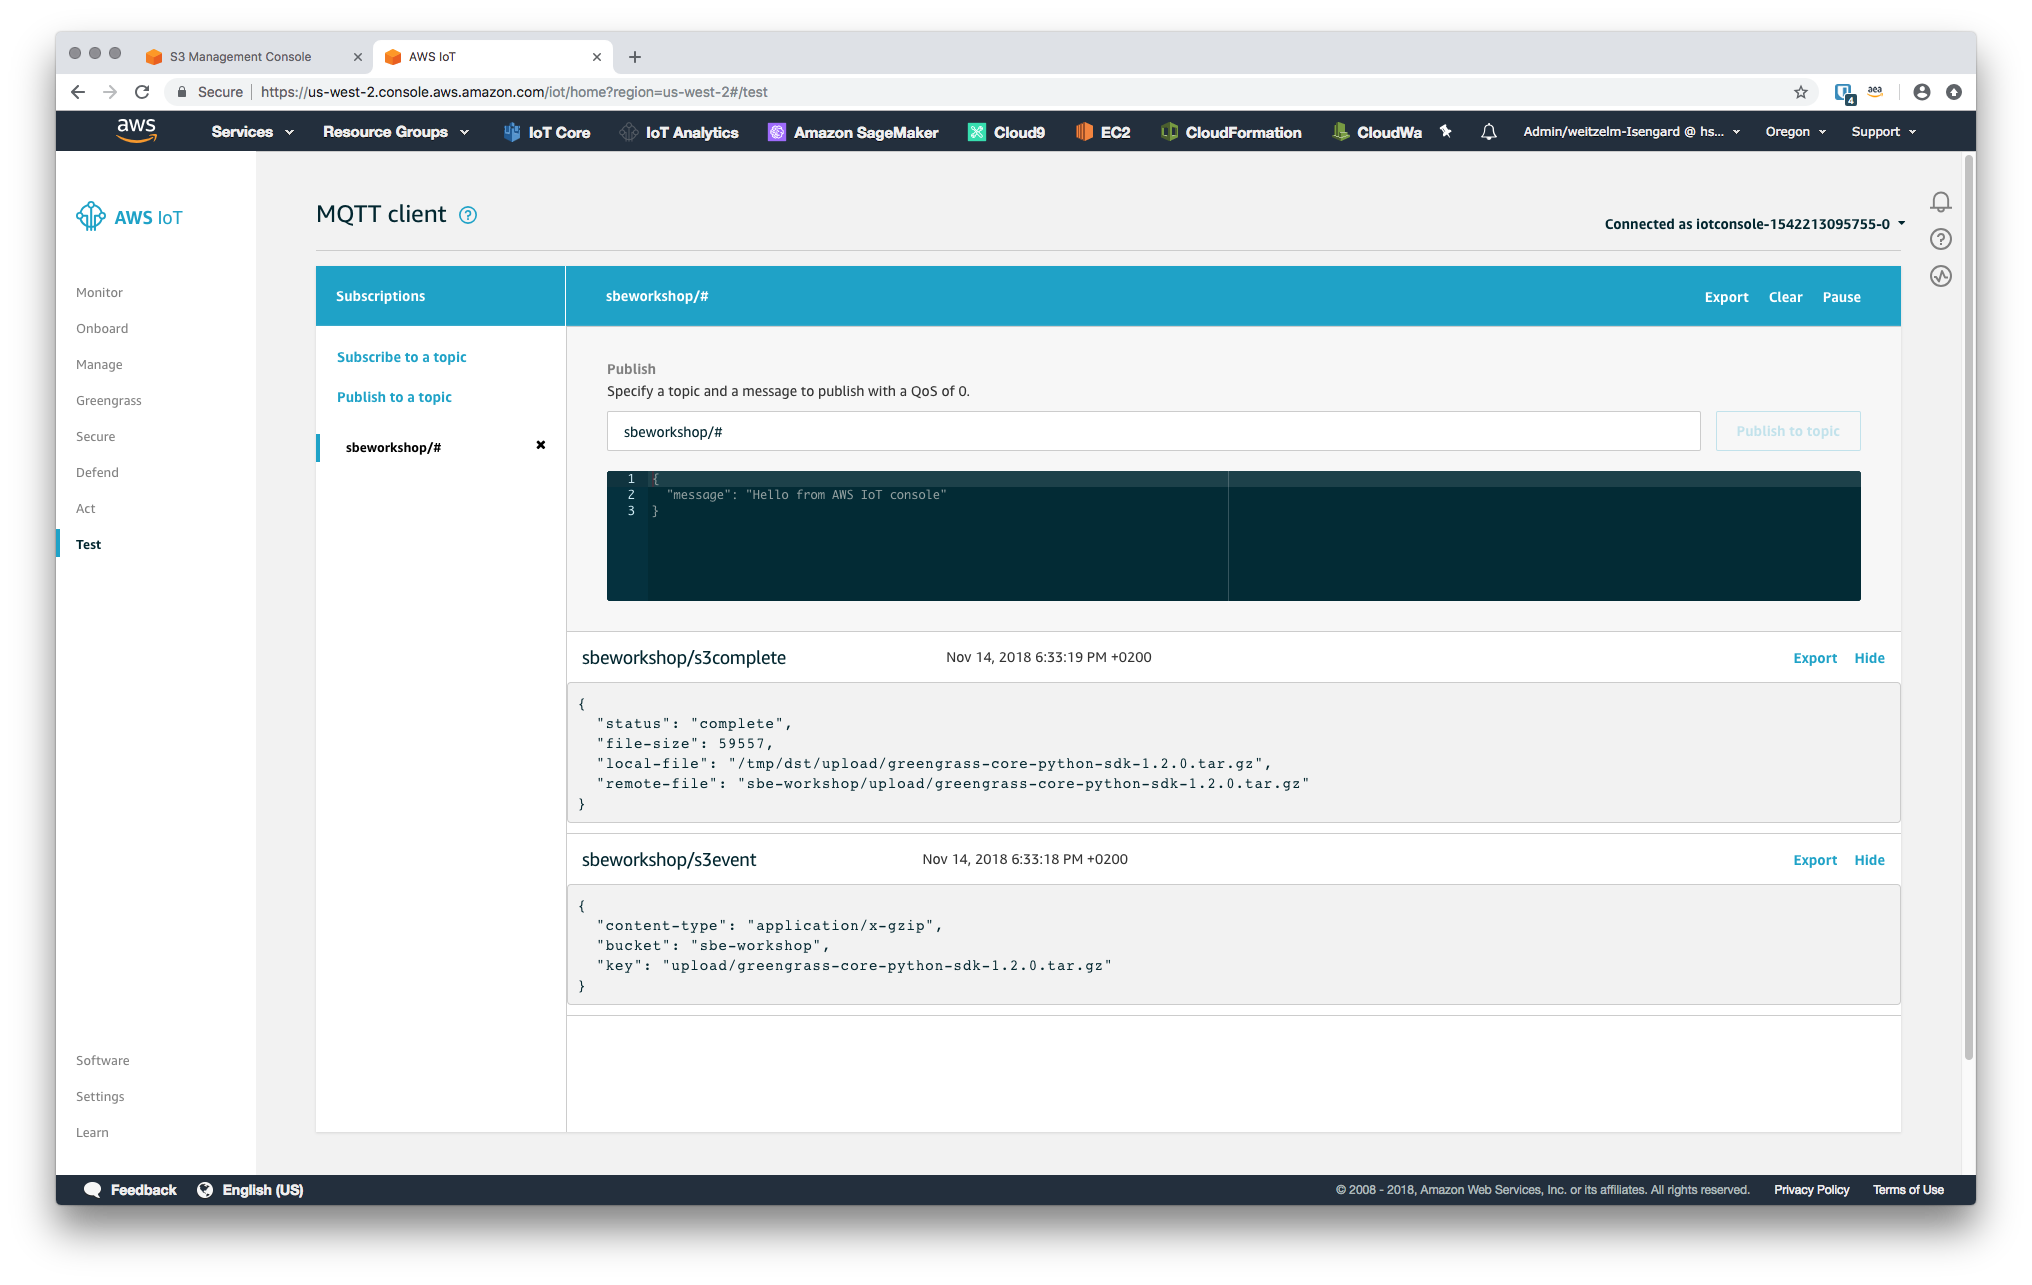 S3 Management Console
AWS IoT
Secure
https://us-west-2.console.aws.amazon.com/iot/home?region=us-west-2#/test
4
aea
aws
Services
Resource Groups
IoT Core
IoT Analytics
Amazon SageMaker
Cloud9
EC2
CloudFormation
CloudWa
Admin/weitzelm-Isengard @ hs...
Oregon
Support
AWS IoT
Monitor
Onboard
Manage
Greengrass
Secure
Defend
Act
Test
Software
Settings
Learn
MQTT client
Connected as iotconsole-1542213095755-0
Subscriptions
Subscribe to a topic
Publish to a topic
sbeworkshop/#
sbeworkshop/#
Export Clear Pause
Publish
Specify a topic and a message to publish with a QoS of 0.
sbeworkshop/#
Publish to topic
1 {
2 "message": "Hello from AWS IoT console"
3 }
sbeworkshop/s3complete Nov 14, 2018 6:33:19 PM +0200 Export Hide
{
"status": "complete",
"file-size": 59557,
"local-file": "/tmp/dst/upload/greengrass-core-python-sdk-1.2.0.tar.gz",
"remote-file": "sbe-workshop/upload/greengrass-core-python-sdk-1.2.0.tar.gz"
}
sbeworkshop/s3event Nov 14, 2018 6:33:18 PM +0200 Export Hide
{
"content-type": "application/x-gzip",
"bucket": "sbe-workshop",
"key": "upload/greengrass-core-python-sdk-1.2.0.tar.gz"
}
Feedback
English (US)
© 2008 - 2018, Amazon Web Services, Inc. or its affiliates. All rights reserved.
Privacy Policy
Terms of Use